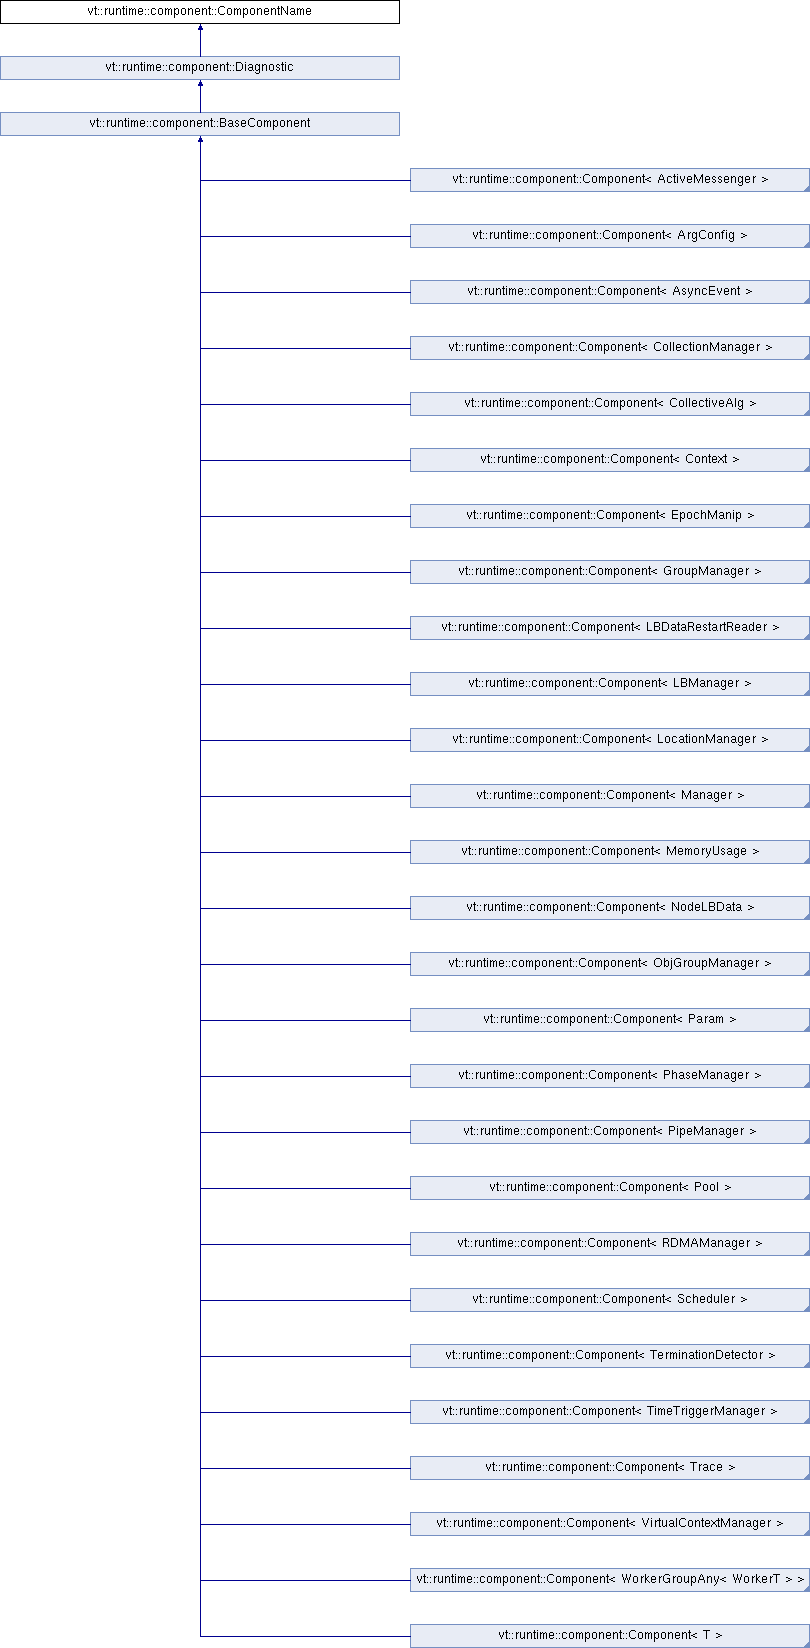 vt::runtime::component::ComponentName
vt::runtime::component::Diagnostic
vt::runtime::component::BaseComponent
vt::runtime::component::Component< ActiveMessenger >
vt::runtime::component::Component< ArgConfig >
vt::runtime::component::Component< AsyncEvent >
vt::runtime::component::Component< CollectionManager >
vt::runtime::component::Component< CollectiveAlg >
vt::runtime::component::Component< Context >
vt::runtime::component::Component< EpochManip >
vt::runtime::component::Component< GroupManager >
vt::runtime::component::Component< LBDataRestartReader >
vt::runtime::component::Component< LBManager >
vt::runtime::component::Component< LocationManager >
vt::runtime::component::Component< Manager >
vt::runtime::component::Component< MemoryUsage >
vt::runtime::component::Component< NodeLBData >
vt::runtime::component::Component< ObjGroupManager >
vt::runtime::component::Component< Param >
vt::runtime::component::Component< PhaseManager >
vt::runtime::component::Component< PipeManager >
vt::runtime::component::Component< Pool >
vt::runtime::component::Component< RDMAManager >
vt::runtime::component::Component< Scheduler >
vt::runtime::component::Component< TerminationDetector >
vt::runtime::component::Component< TimeTriggerManager >
vt::runtime::component::Component< Trace >
vt::runtime::component::Component< VirtualContextManager >
vt::runtime::component::Component< WorkerGroupAny< WorkerT > >
vt::runtime::component::Component< T >